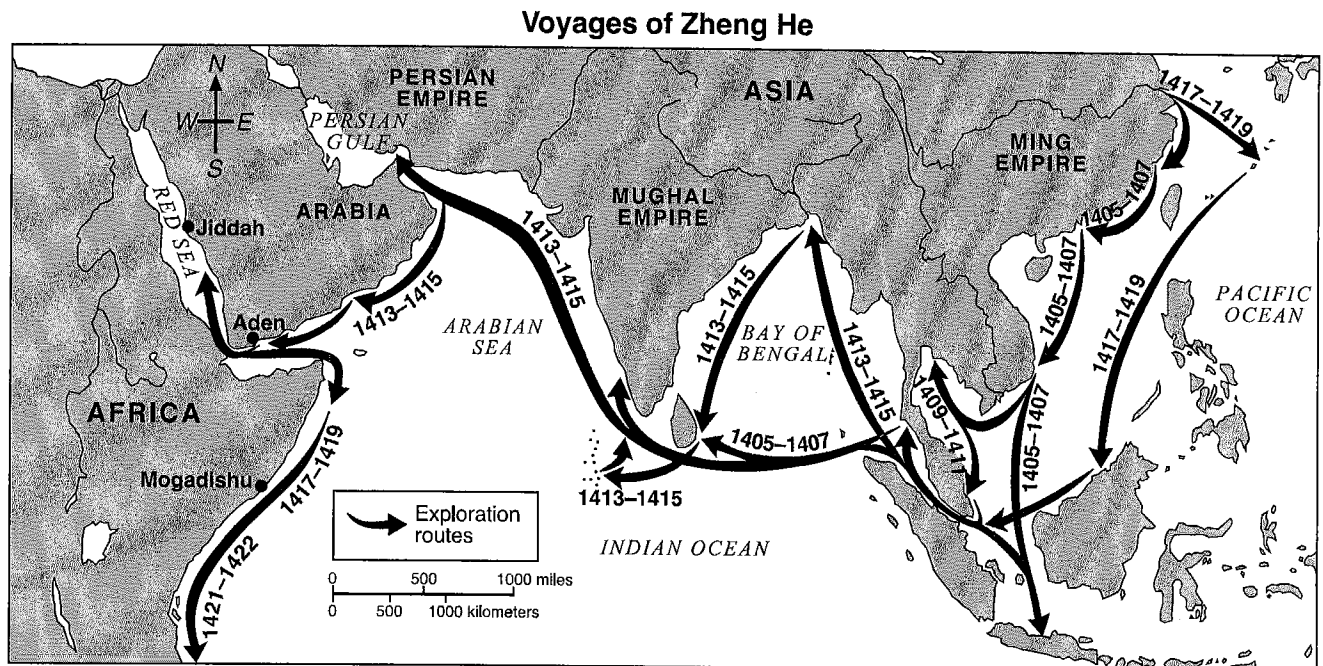 Voyages of Zheng He
N
W E
S
PERSIAN
EMPIRE
PERSIAN
GULF
ASIA
MING
EMPIRE
1417–1419
1405–1407
MUGHAL
EMPIRE
ARABIA
RED SEA
Jiddah
1413–1415
1405–1407
1417–1419
PACIFIC
OCEAN
1413–1415
Aden
ARABIAN
SEA
1413–1415
BAY OF
BENGAL
1413–1415
1409–1411
1405–1407
AFRICA
1405–1407
Mogadishu
1417–1419
1413–1415
Exploration
routes
INDIAN OCEAN
0 500 1000 miles
0 500 1000 kilometers
1421–1422